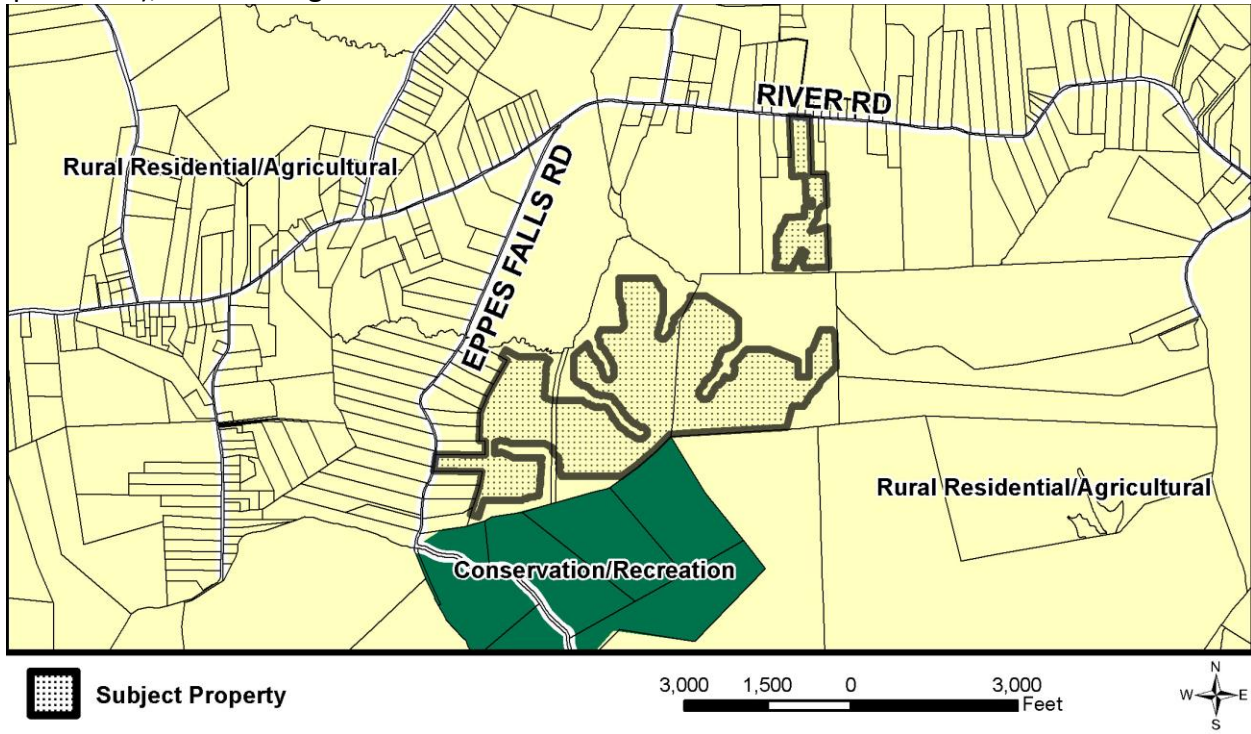 RIVER RD
Rural Residential/Agricultural
EPPES FALLS RD
Rural Residential/Agricultural
Conservation/Recreation
Subject Property
3,000 1,500 0 3,000
Feet
N
W E
S